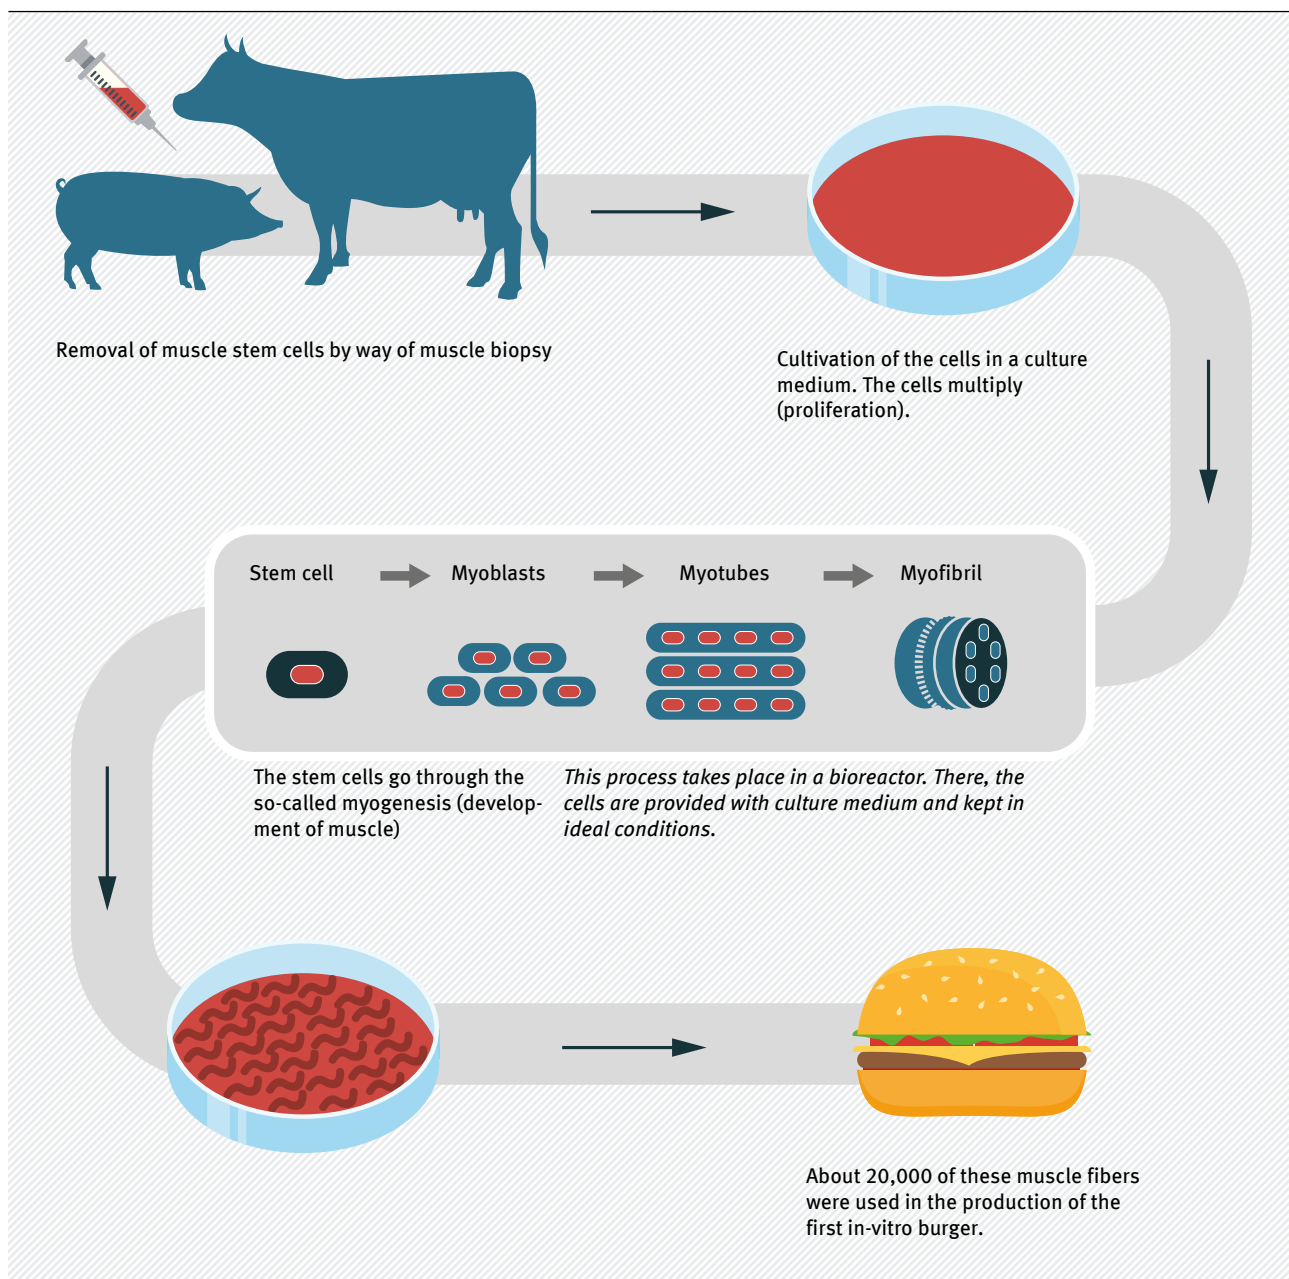 Removal of muscle stem cells by way of muscle biopsy
Cultivation of the cells in a culture
medium. The cells multiply
(proliferation).
Stem cell
Myoblasts
Myotubes
Myofibril
The stem cells go through the
so-called myogenesis (develop-
ment of muscle)
This process takes place in a bioreactor. There, the
cells are provided with culture medium and kept in
ideal conditions.
About 20,000 of these muscle fibers
were used in the production of the
first in-vitro burger.